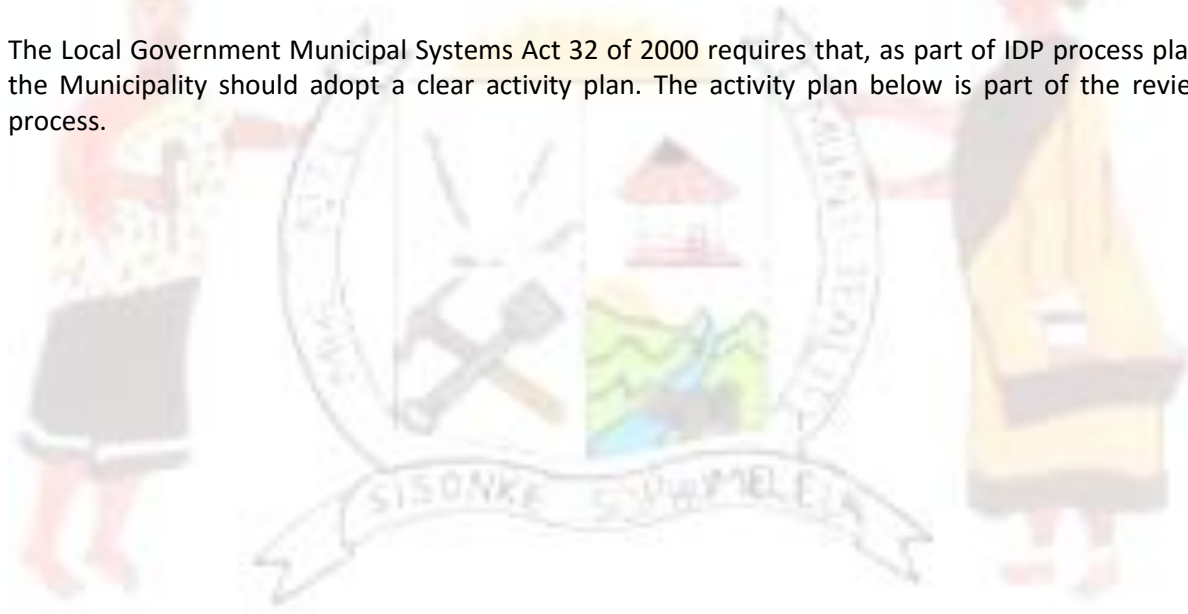 The Local Government Municipal Systems Act 32 of 2000 requires that, as part of IDP process pla
the Municipality should adopt a clear activity plan. The activity plan below is part of the revie
process.
SISONKE